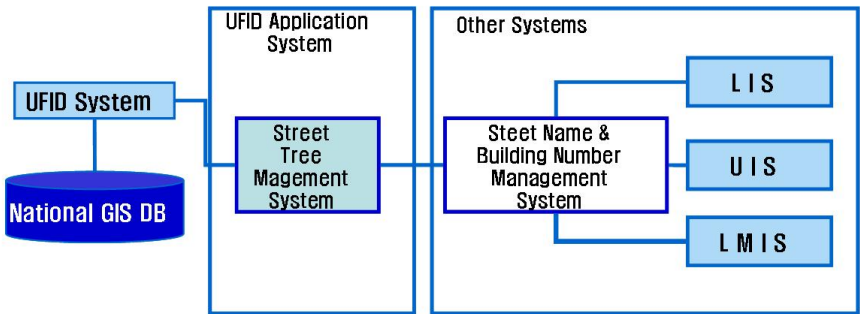 UFID Application
System
Other Systems
UFID System
National GIS DB
Street
Tree
Magement
System
Steet Name &
Building Number
Management
System
L I S
U I S
L M I S